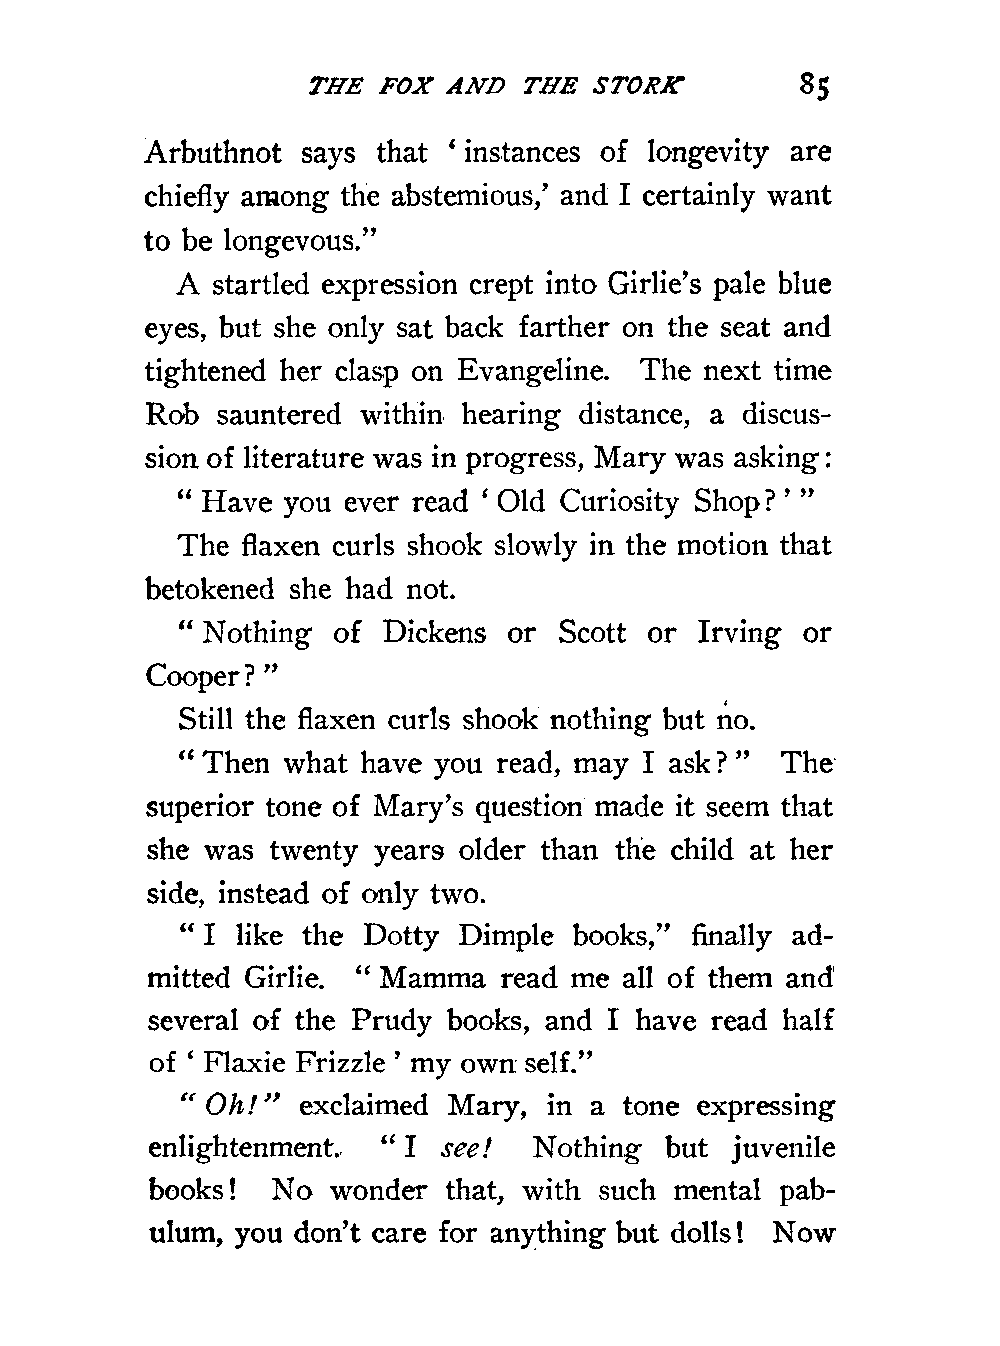 THE FOX AND THE STORK 85
Arbuthnot says that ‘ instances of longevity are
chiefly among the abstemious,’ and I certainly want
to be longevous.”
A startled expression crept into Girlie’s pale blue
eyes, but she only sat back farther on the seat and
tightened her clasp on Evangeline. The next time
Rob sauntered within hearing distance, a discus-
sion of literature was in progress, Mary was asking:
“ Have you ever read ‘ Old Curiosity Shop? ’ ”
The flaxen curls shook slowly in the motion that
betokened she had not.
“ Nothing of Dickens or Scott or Irving or
Cooper? ”
Still the flaxen curls shook nothing but no.
“ Then what have you read, may I ask? ” The
superior tone of Mary’s question made it seem that
she was twenty years older than the child at her
side, instead of only two.
“ I like the Dotty Dimple books,” finally ad-
mitted Girlie. “ Mamma read me all of them and
several of the Prudy books, and I have read half
of ‘ Flaxie Frizzle ’ my own self.”
“ Oh! ” exclaimed Mary, in a tone expressing
enlightenment. “ I see! Nothing but juvenile
books! No wonder that, with such mental pab-
ulum, you don’t care for anything but dolls! Now